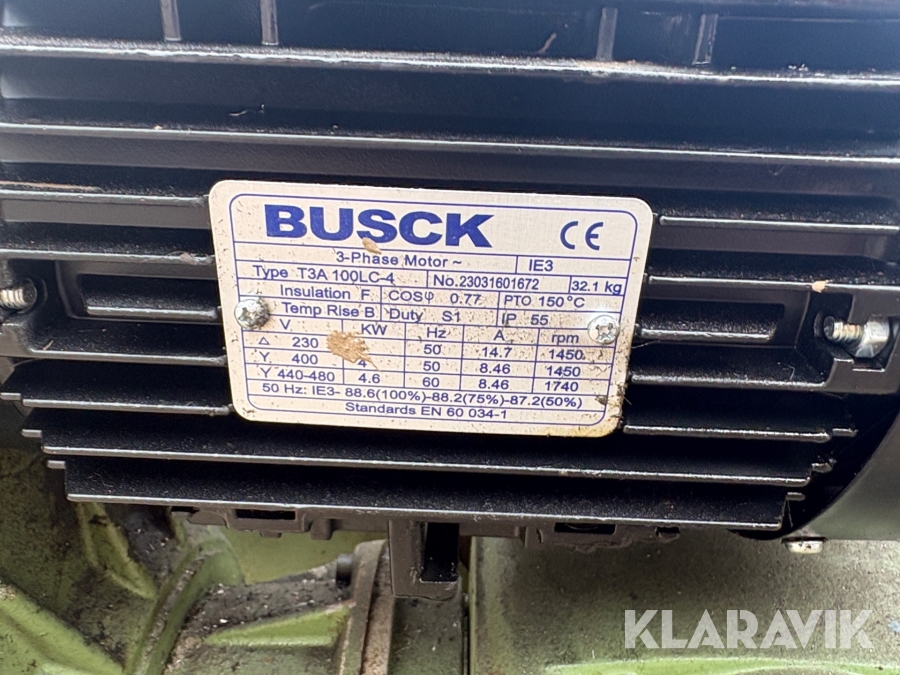 BUSCK CE
3-Phase Motor ~ IE3
Type T3A 100LC-4 No.23031601672 32.1 kg
Insulation F COSφ 0.77 PTO 150°C
Temp Rise B Duty S1 IP 55
V KW Hz A rpm
△ 230 50 14.7 1450
Y 400 4 50 8.46 1450
Y 440-480 4.6 60 8.46 1740
50 Hz: IE3- 88.6(100%)-88.2(75%)-87.2(50%)
Standards EN 60 034-1
KLARAVIK